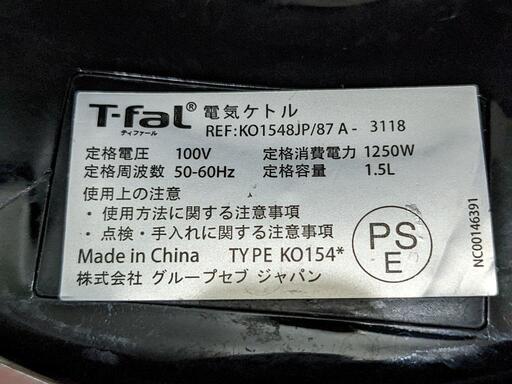 T-fal® 電気ケトル
ティファール
REF:KO1548JP/87 A - 3118
定格電圧 100V 定格消費電力 1250W
定格周波数 50-60Hz 定格容量 1.5L
使用上の注意
・使用方法に関する注意事項
・点検・手入れに関する注意事項
Made in China TYPE KO154*
株式会社 グループセブ ジャパン
PS
E
NC00146391